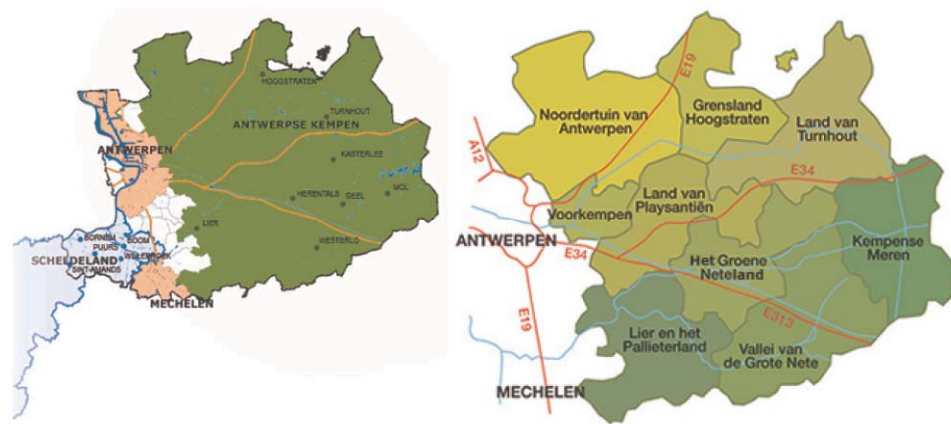 HOOGSTRATEN
TURNHOUT
ANTWERPSE KEMPEN
ANTWERPEN
KASTERLEE
MOL
HERENTALS
GEEL
LIER
WESTERLO
BORNEM
BOOM
PUURS
WILLEBROEK
SCHELDELAND
SINT-AMANDS
MECHELEN
E19
Noordertuin van
Antwerpen
Grensland
Hoogstraten
Land van
Turnhout
A12
E34
Land van
Playsantiën
Voorkempen
ANTWERPEN
E34
Kempense
Meren
Het Groene
Neteland
E19
E313
Lier en het
Pallieterland
Vallei van
de Grote Nete
MECHELEN